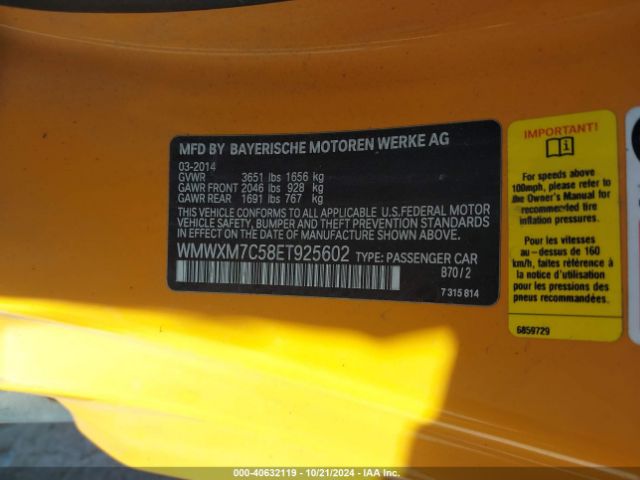 MFD BY BAYERISCHE MOTOREN WERKE AG
03-2014
GVWR 3651 lbs 1656 kg
GAWR FRONT 2046 lbs 928 kg
GAWR REAR 1691 lbs 767 kg
THIS VEHICLE CONFORMS TO ALL APPLICABLE U.S.FEDERAL MOTOR
VEHICLE SAFETY, BUMPER AND THEFT PREVENTION STANDARDS
IN EFFECT ON THE DATE OF MANUFACTURE SHOWN ABOVE.
WMWXM7C58ET925602 TYPE: PASSENGER CAR
B70/2
7 315 814
IMPORTANT!
For speeds above
100mph, please refer to
the Owner's Manual for
recommended tire
inflation pressures.
Pour les vitesses
au-dessus de 160
km/h, faites référence à
la notice d'utilisation
pour les pressions des
pneus recommandées.
6859729
000-40632119 - 10/21/2024 - IAA Inc.